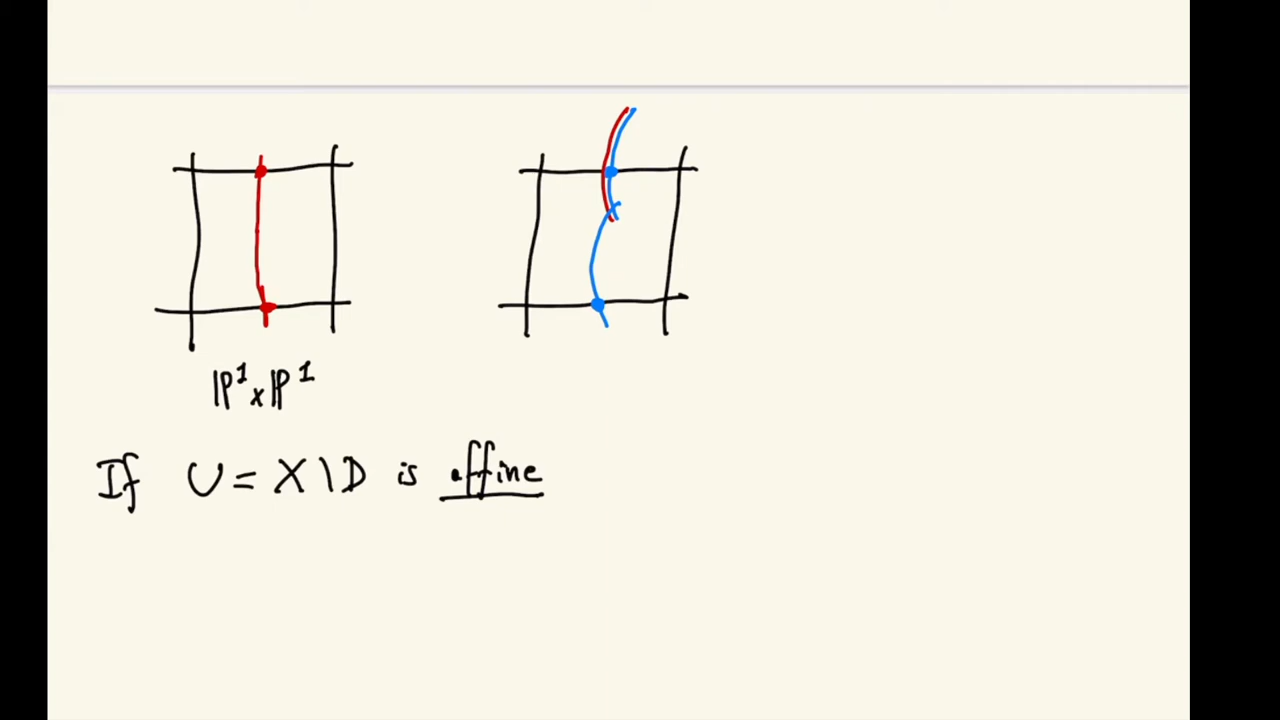 ℙ¹×ℙ¹
If U = X \ D is affine